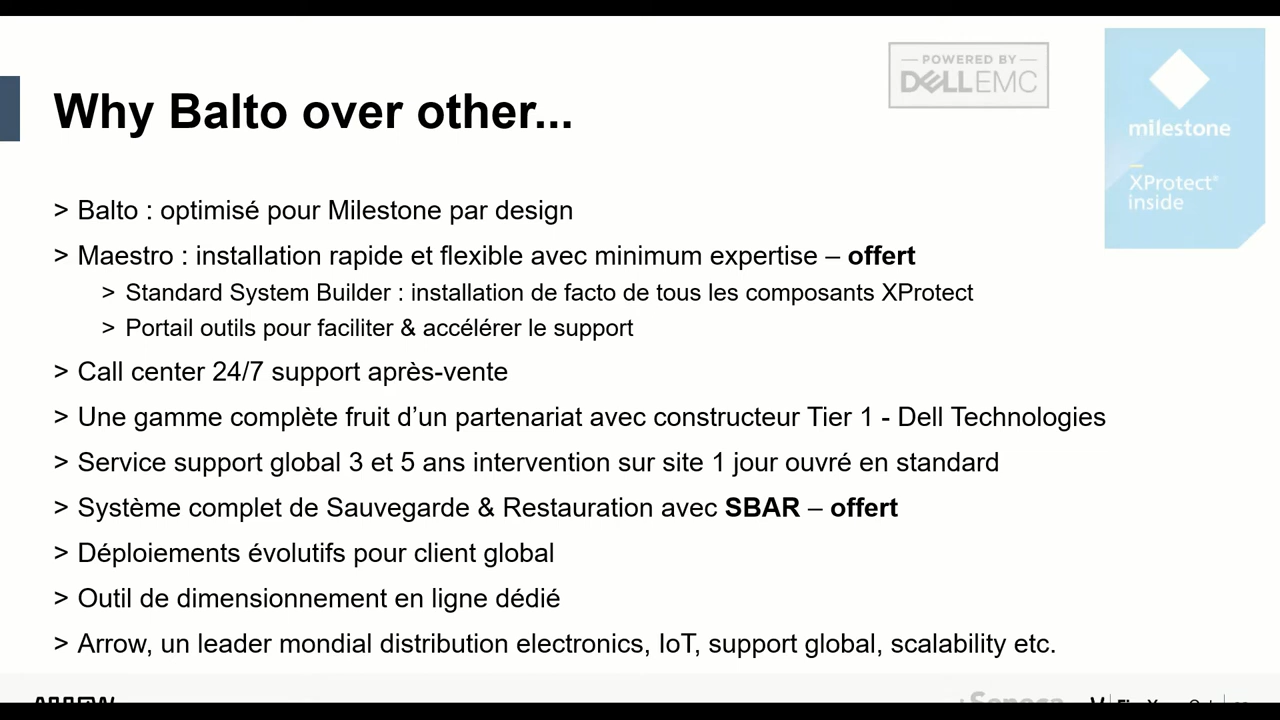 POWERED BY
DELLEMC
Why Balto over other...
milestone
XProtect®
inside
> Balto : optimisé pour Milestone par design
> Maestro : installation rapide et flexible avec minimum expertise – offert
> Standard System Builder : installation de facto de tous les composants XProtect
> Portail outils pour faciliter & accélérer le support
> Call center 24/7 support après-vente
> Une gamme complète fruit d’un partenariat avec constructeur Tier 1 - Dell Technologies
> Service support global 3 et 5 ans intervention sur site 1 jour ouvré en standard
> Système complet de Sauvegarde & Restauration avec SBAR – offert
> Déploiements évolutifs pour client global
> Outil de dimensionnement en ligne dédié
> Arrow, un leader mondial distribution electronics, IoT, support global, scalability etc.
ARROW Seneca